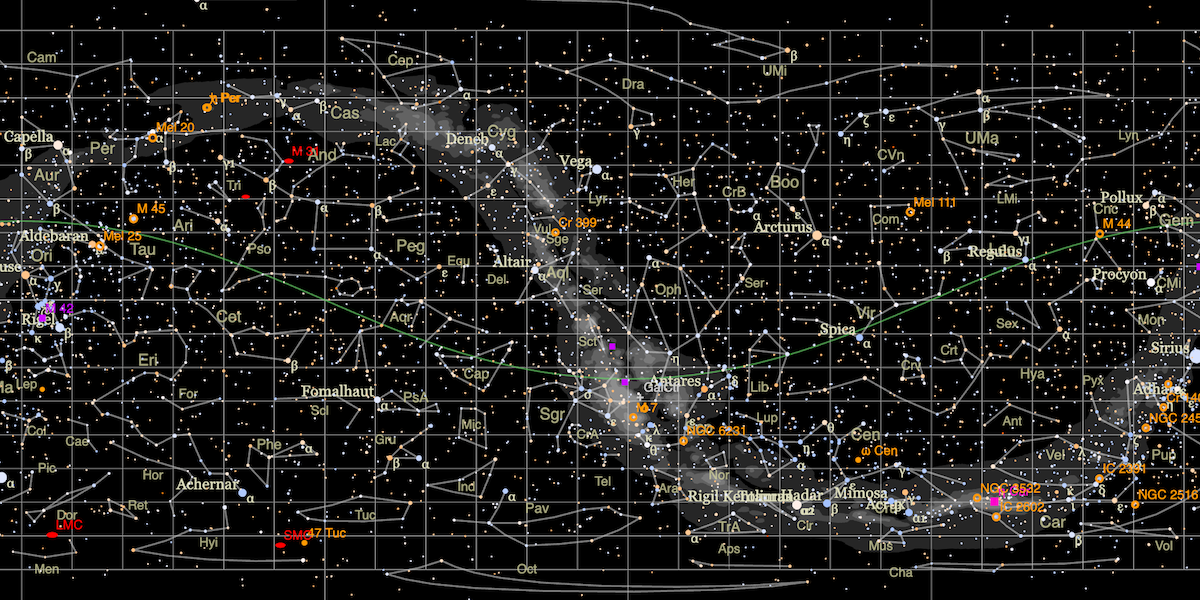 α
Cam
Cep
β
UMi
Dra
α
β
η Per
γ
α
β
Cas
α
γ
ζ
ε
Mel 20
α
Capella
β
α
Per
Lac
Deneb
Cyg
α
γ
UMa
Lyn
CVn
M 31
And
Vega
α
β
γ1
Aur
Tri
β
ε
Lyr
Her
CrB
Boo
LMi
Pollux
β
α
Cnc
Gem
β
M 45
Ari
α
α
β
Cr 399
Vul
Sge
α
ε
Mel 111
Com
M 44
Aldebaran
Mel 25
Tau
Pso
Peg
Arcturus
α
γ1
Regulus
α
β
Ori
Equ
ε
Altair
α
Aql
Del
α
Oph
Ser
Ser
Procyon
α
CMi
α
γ
M 42
Rigel
β
κ
Cet
Aqr
Vir
Spica
α
Sex
Mon
Sct
η
Sirius
Eri
β
α
Crt
Crv
Cap
Antares
α
δ
Lib
Hya
Pyx
β
Lep
For
Fomalhaut
α
PsA
Scl
Sgr
σ
M 7
ε
CrA
NGC 6231
Lup
Ant
Col
Cae
Phe
α
Gru
β
α
Mic
κ
θ
θ
Cen
η
α
ω Cen
Vel
Pup
IC 2391
Pic
α
Hor
Achernar
α
Ind
α
Tel
Ara
Nor
Hadar
β
Mimosa
Acrux
NGC 3532
IC 2602
κ
δ
NGC 2516
ε
Dor
LMC
Ret
Tuc
Pav
Rigil Kentaurus
α2
Cir
Car
β
Hyi
SMC
47 Tuc
TrA
α
Aps
Mus
Vol
Men
Oct
Cha